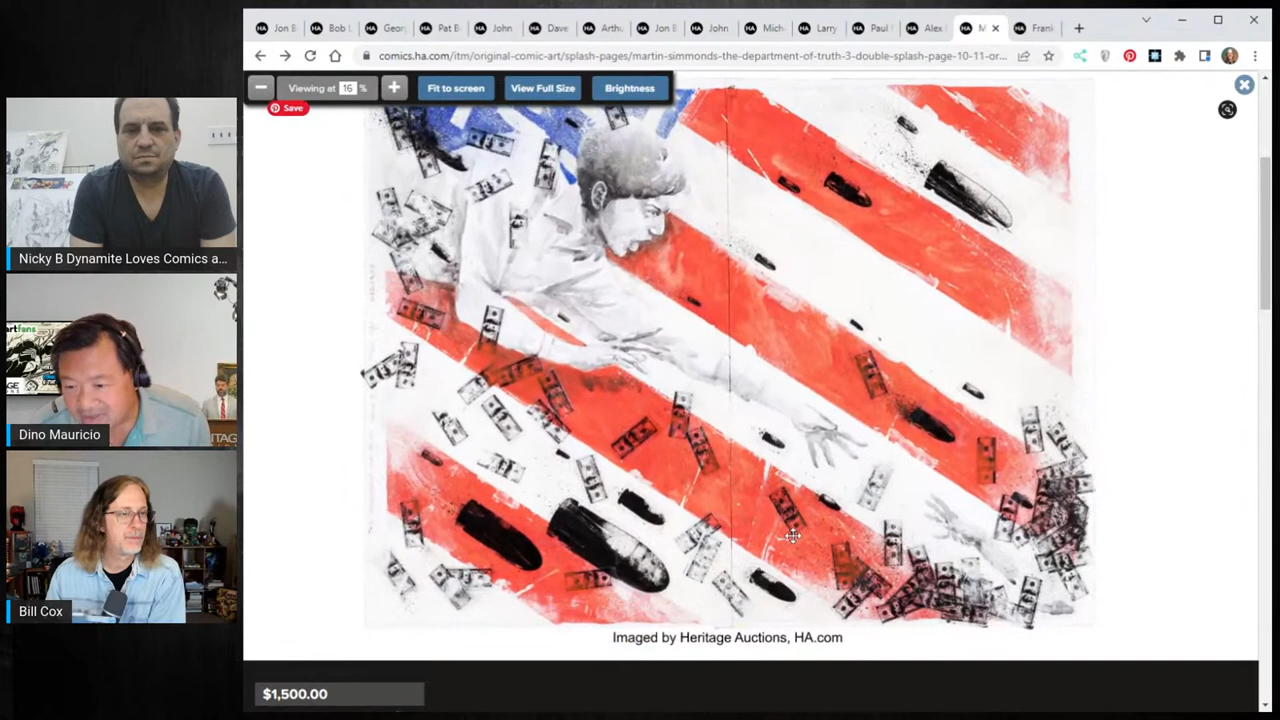 Jon B
Bob L
Geor
Pat B
John
Dave
Arthu
Jon B
John
Mich
Larry
Paul
Alex
M
Frank
comics.ha.com/itm/original-comic-art/splash-pages/martin-simmonds-the-department-of-truth-3-double-splash-page-10-11-or...
Viewing at 16 %
Fit to screen
View Full Size
Brightness
Save
Nicky B Dynamite Loves Comics a...
artfans
Dino Mauricio
Bill Cox
Imaged by Heritage Auctions, HA.com
$1,500.00